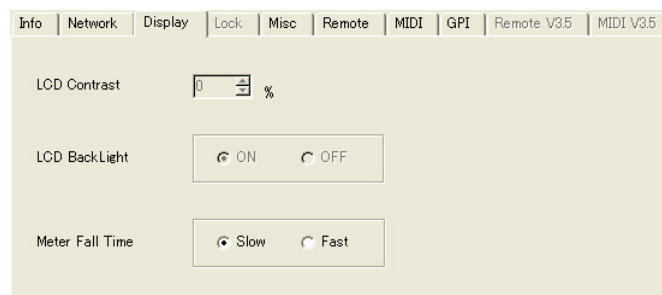 Info Network Display Lock Misc Remote MIDI GPI Remote V3.5 MIDI V3.5
LCD Contrast 0 %
LCD BackLight ON OFF
Meter Fall Time Slow Fast